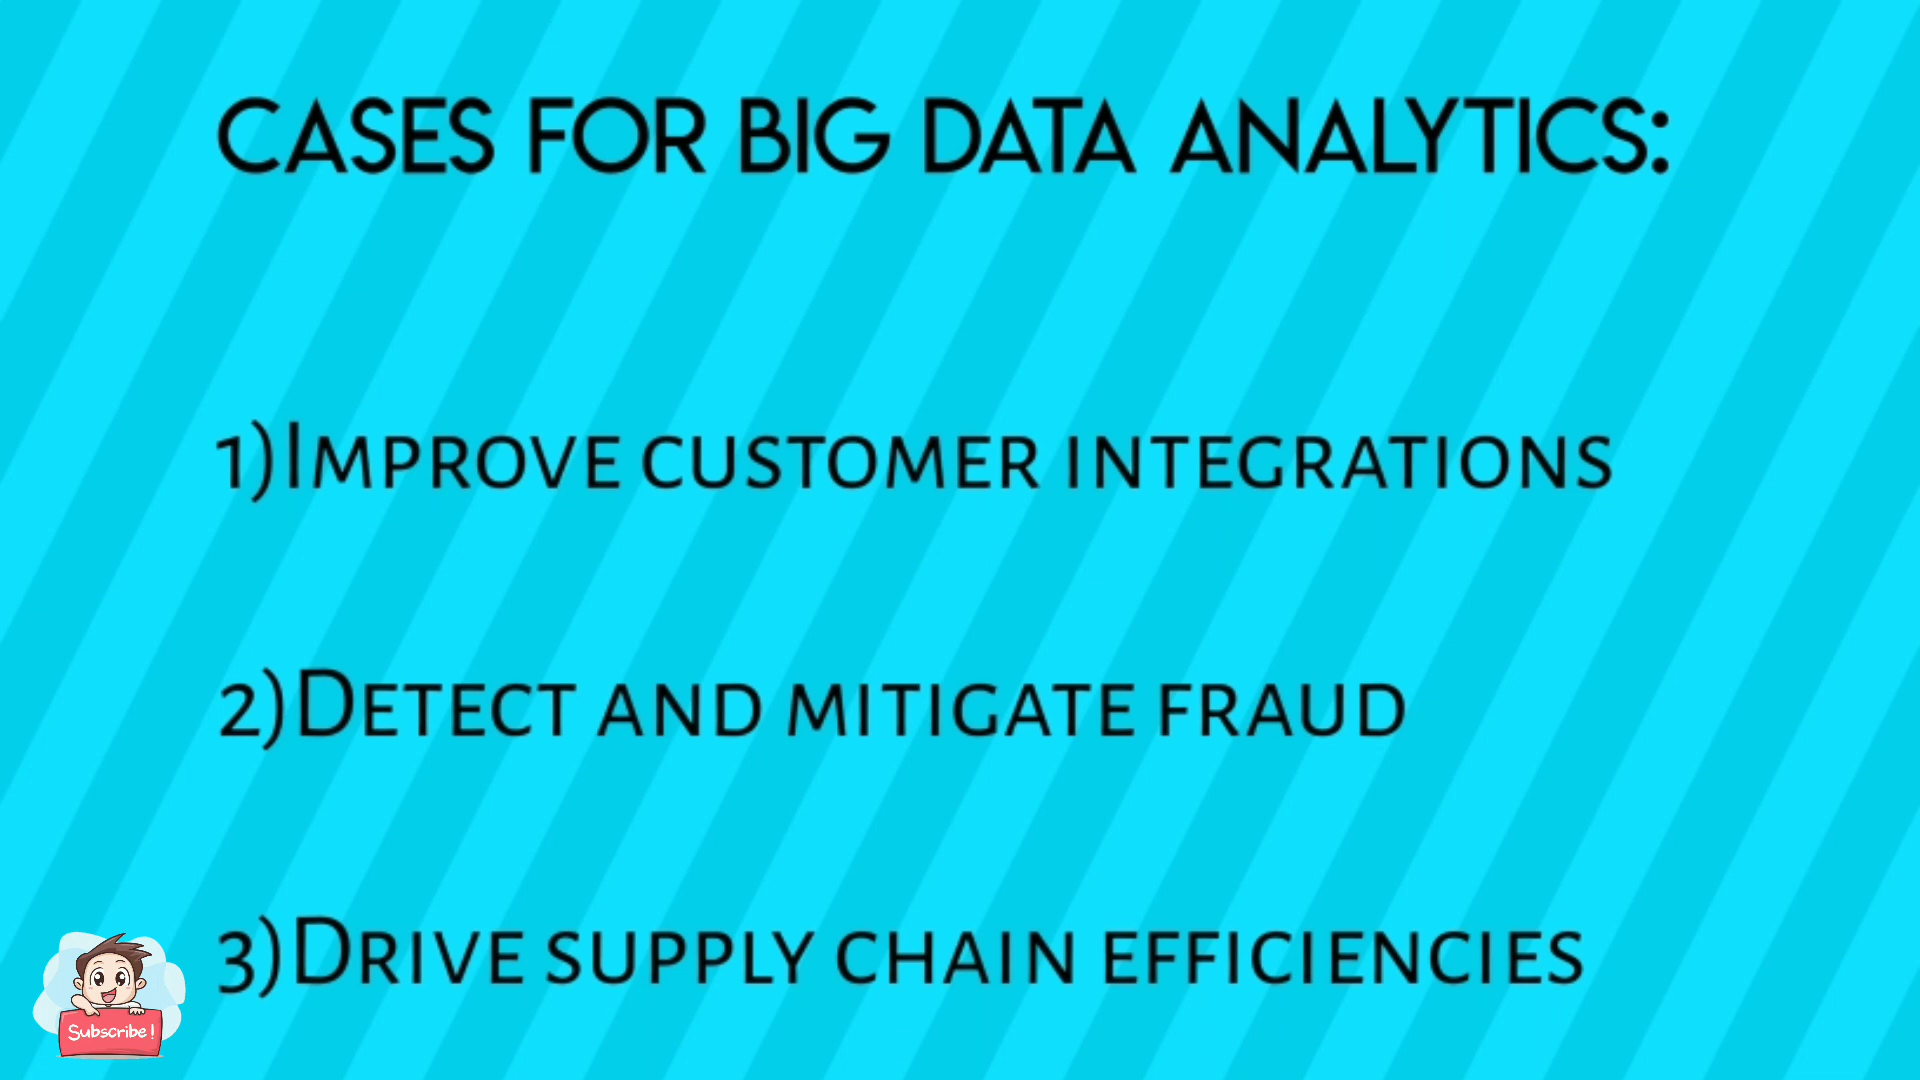 CASES FOR BIG DATA ANALYTICS:
1)Improve customer integrations
2)Detect and mitigate fraud
3)Drive supply chain efficiencies
Subscribe!